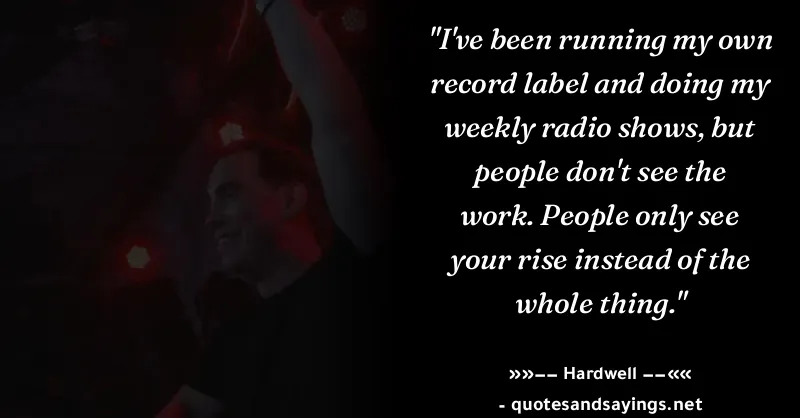 "I've been running my own
record label and doing my
weekly radio shows, but
people don't see the
work. People only see
your rise instead of the
whole thing."
»»−− Hardwell −−««
- quotesandsayings.net